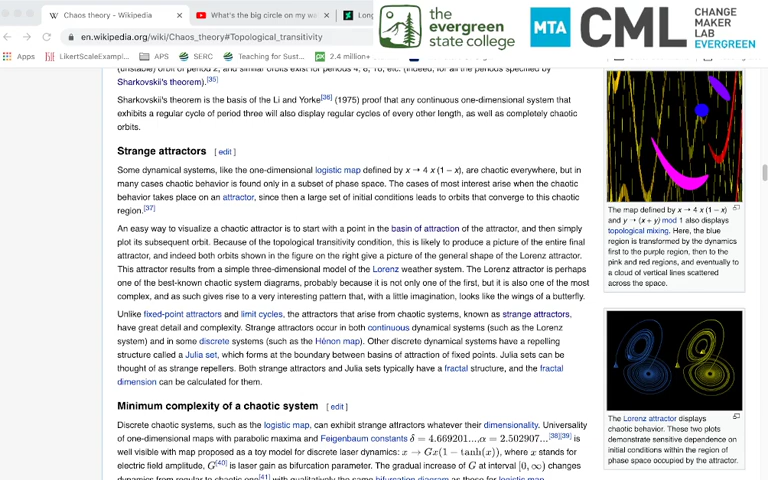 Chaos theory - Wikipedia
What's the big circle on my wa
Long
the evergreen state college
MTA
CML
CHANGE MAKER LAB EVERGREEN
en.wikipedia.org/wiki/Chaos_theory#Topological_transitivity
Apps
LikertScaleExampl...
APS
SERC
Teaching for Sust...
2.4 million+
Sharkovskii's theorem).[35]
Sharkovskii's theorem is the basis of the Li and Yorke[36] (1975) proof that any continuous one-dimensional system that
exhibits a regular cycle of period three will also display regular cycles of every other length, as well as completely chaotic
orbits.
Strange attractors [ edit ]
Some dynamical systems, like the one-dimensional logistic map defined by x → 4 x (1 – x), are chaotic everywhere, but in
many cases chaotic behavior is found only in a subset of phase space. The cases of most interest arise when the chaotic
behavior takes place on an attractor, since then a large set of initial conditions leads to orbits that converge to this chaotic
region.[37]
An easy way to visualize a chaotic attractor is to start with a point in the basin of attraction of the attractor, and then simply
plot its subsequent orbit. Because of the topological transitivity condition, this is likely to produce a picture of the entire final
attractor, and indeed both orbits shown in the figure on the right give a picture of the general shape of the Lorenz attractor.
This attractor results from a simple three-dimensional model of the Lorenz weather system. The Lorenz attractor is perhaps
one of the best-known chaotic system diagrams, probably because it is not only one of the first, but it is also one of the most
complex, and as such gives rise to a very interesting pattern that, with a little imagination, looks like the wings of a butterfly.
Unlike fixed-point attractors and limit cycles, the attractors that arise from chaotic systems, known as strange attractors,
have great detail and complexity. Strange attractors occur in both continuous dynamical systems (such as the Lorenz
system) and in some discrete systems (such as the Hénon map). Other discrete dynamical systems have a repelling
structure called a Julia set, which forms at the boundary between basins of attraction of fixed points. Julia sets can be
thought of as strange repellers. Both strange attractors and Julia sets typically have a fractal structure, and the fractal
dimension can be calculated for them.
Minimum complexity of a chaotic system [ edit ]
Discrete chaotic systems, such as the logistic map, can exhibit strange attractors whatever their dimensionality. Universality
of one-dimensional maps with parabolic maxima and Feigenbaum constants δ = 4.669201...,α = 2.502907...[38][39] is
well visible with map proposed as a toy model for discrete laser dynamics: x → Gx(1 − tanh(x)), where x stands for
electric field amplitude, G[40] is laser gain as bifurcation parameter. The gradual increase of G at interval [0, ∞) changes
dynamics from regular to chaotic one[41] with qualitatively the same bifurcation diagram as those for logistic map.
The map defined by x → 4 x (1 – x)
and y → (x + y) mod 1 also displays
topological mixing. Here, the blue
region is transformed by the dynamics
first to the purple region, then to the
pink and red regions, and eventually to
a cloud of vertical lines scattered
across the space.
The Lorenz attractor displays
chaotic behavior. These two plots
demonstrate sensitive dependence on
initial conditions within the region of
phase space occupied by the attractor.